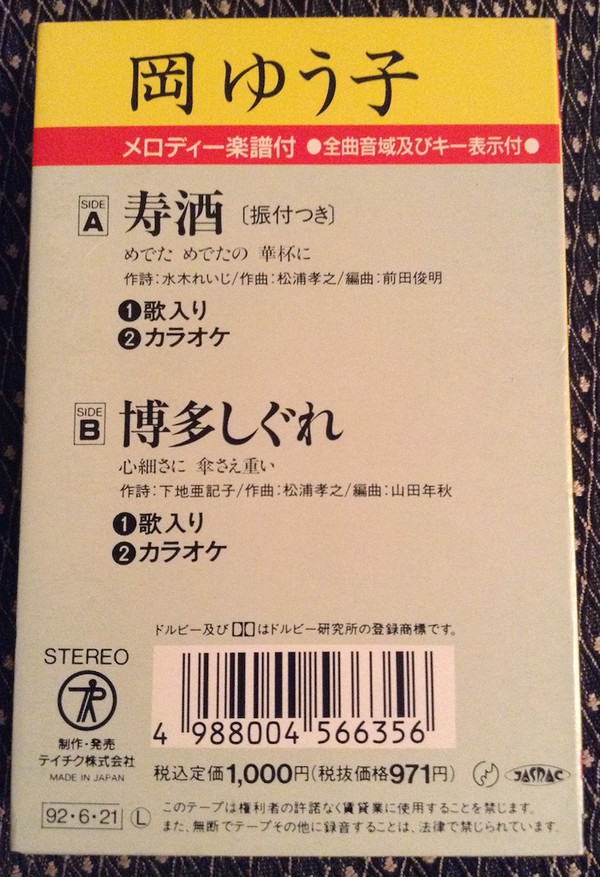 岡 ゆう子
メロディー楽譜付 ●全曲音域及びキー表示付●
SIDE A 寿酒〔振付つき〕
めでた めでたの 華杯に
作詩:水木れいじ/作曲:松浦孝之/編曲:前田俊明
❶歌入り
❷カラオケ
SIDE B 博多しぐれ
心細さに 傘さえ重い
作詩:下地亜記子/作曲:松浦孝之/編曲:山田年秋
❶歌入り
❷カラオケ
ドルビー及び はドルビー研究所の登録商標です。
STEREO
制作・発売
テイチク株式会社
MADE IN JAPAN
4 988004 566356
税込定価1,000円(税抜価格971円)
JASRAC
92・6・21 Ⓛ
このテープは権利者の許諾なく賃貸業に使用することを禁じます。
また、無断でテープその他に録音することは、法律で禁じられています。